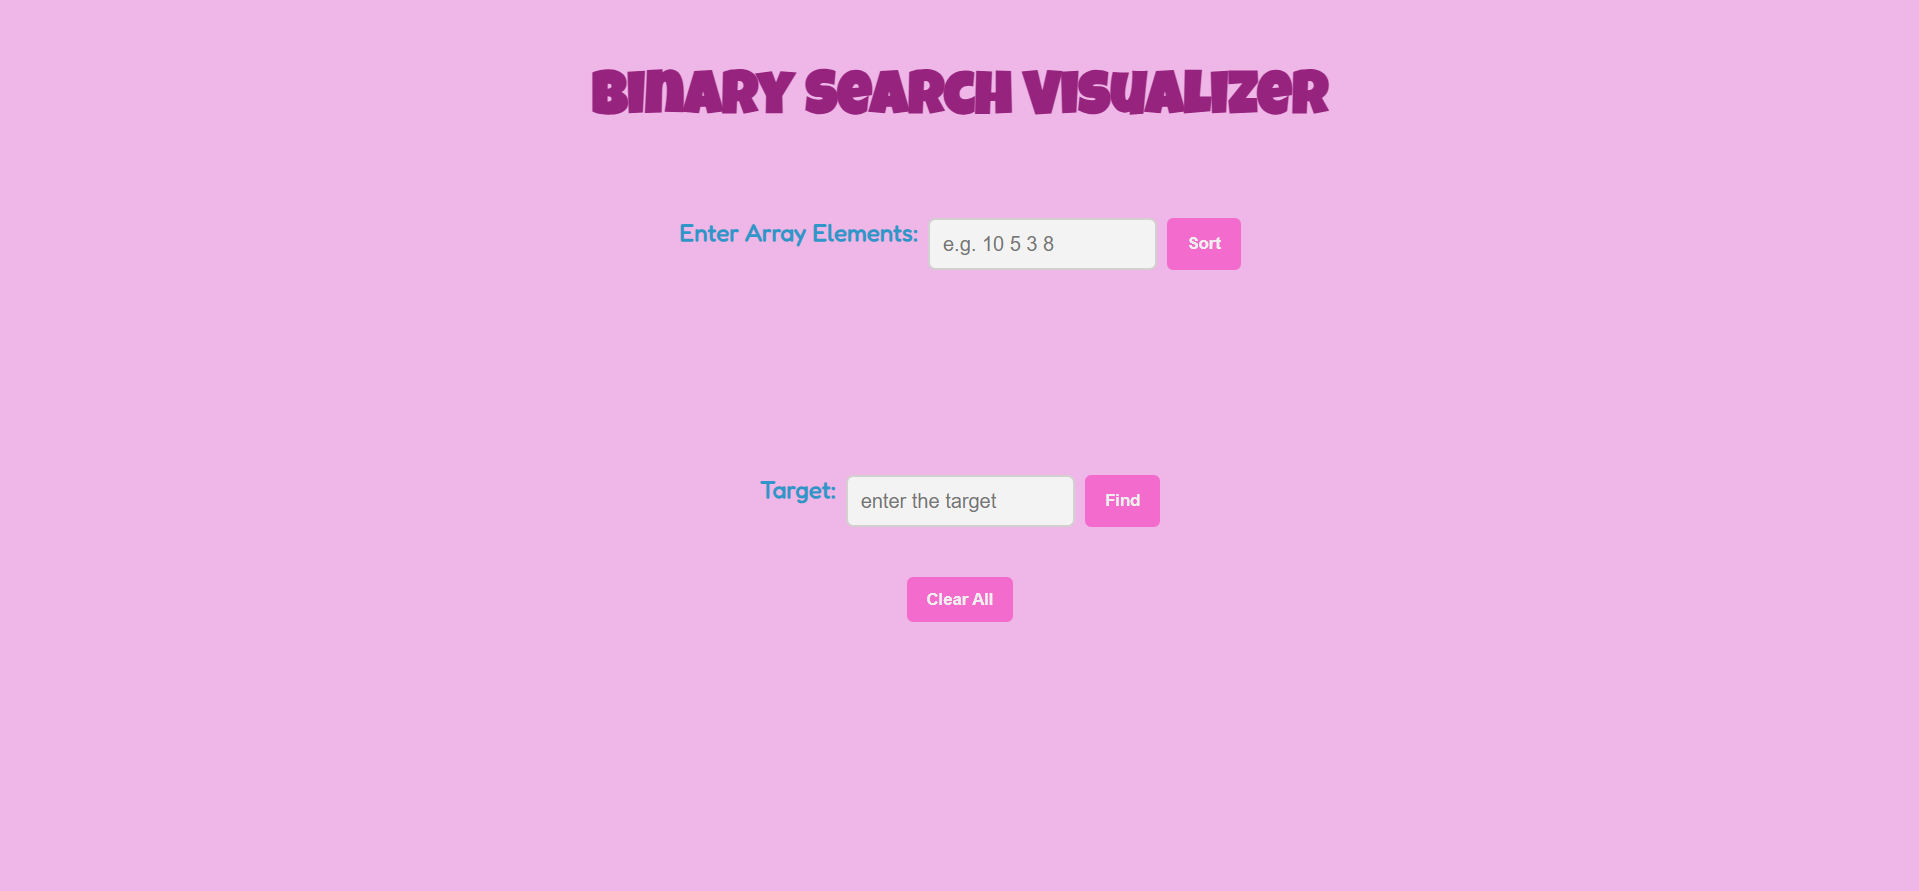 Binary Search Visualizer
Enter Array Elements: e.g. 10 5 3 8 Sort
Target: enter the target Find
Clear All